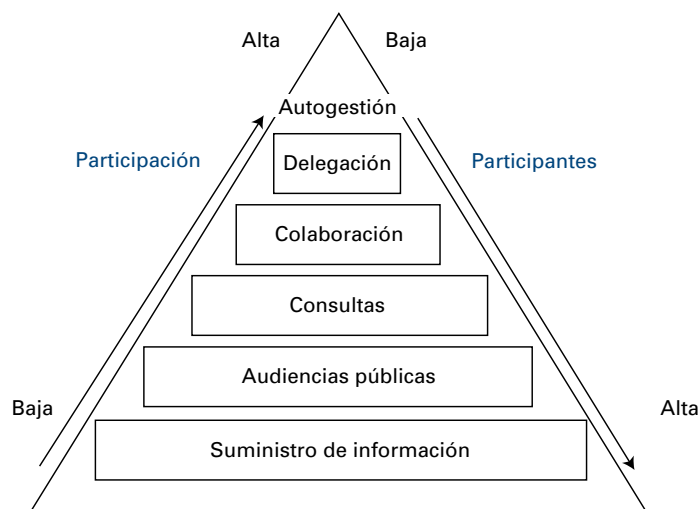 Alta
Baja
Autogestión
Participación
Delegación
Participantes
Colaboración
Consultas
Audiencias públicas
Baja
Alta
Suministro de información